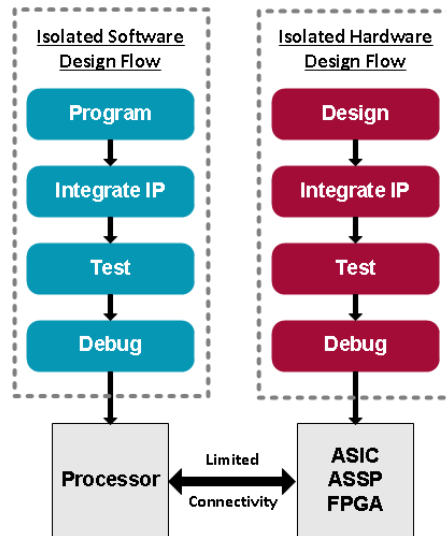 Isolated Software
Design Flow
Program
Integrate IP
Test
Debug
Processor
Isolated Hardware
Design Flow
Design
Integrate IP
Test
Debug
ASIC
ASSP
FPGA
Limited
Connectivity